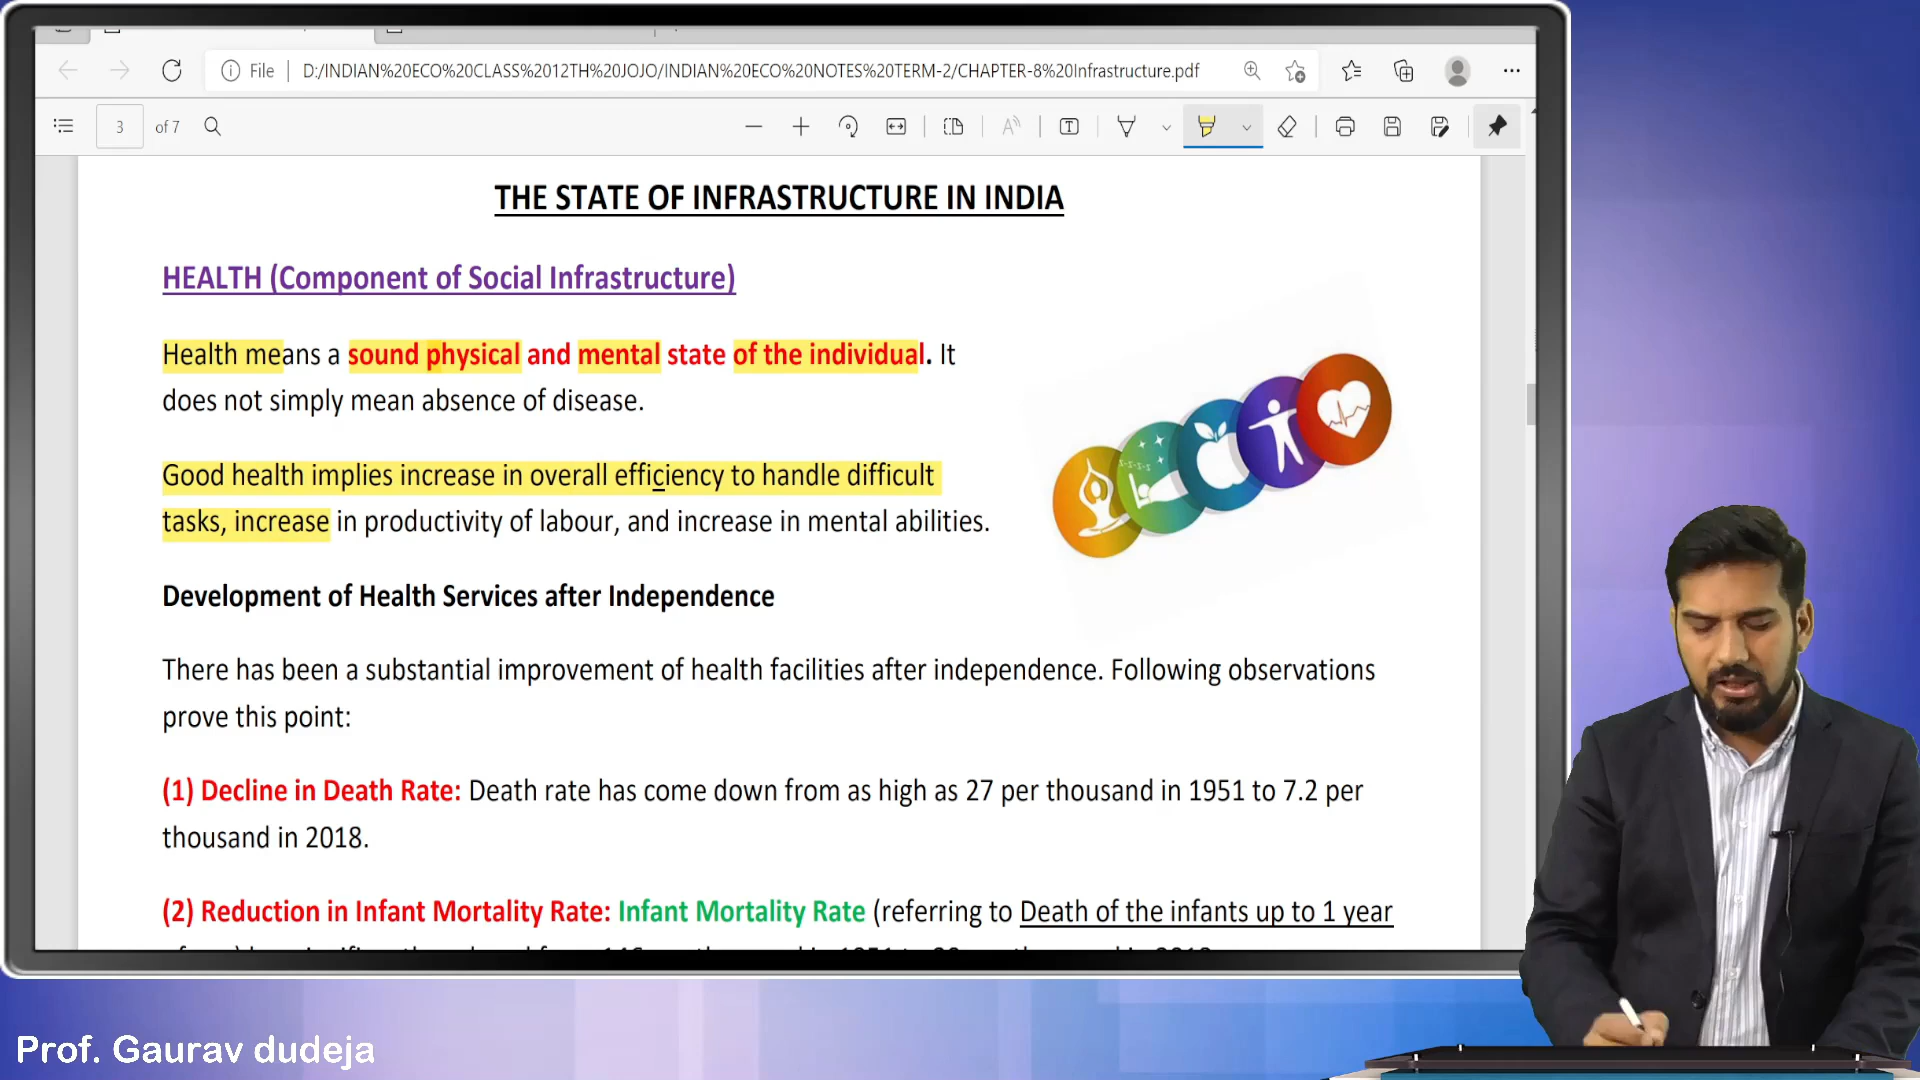 File
D:/INDIAN%20ECO%20CLASS%2012TH%20JOJO/INDIAN%20ECO%20NOTES%20TERM-2/CHAPTER-8%20Infrastructure.pdf
3 of 7
THE STATE OF INFRASTRUCTURE IN INDIA
HEALTH (Component of Social Infrastructure)
Health means a sound physical and mental state of the individual. It
does not simply mean absence of disease.
Good health implies increase in overall efficiency to handle difficult
tasks, increase in productivity of labour, and increase in mental abilities.
Development of Health Services after Independence
There has been a substantial improvement of health facilities after independence. Following observations
prove this point:
(1) Decline in Death Rate: Death rate has come down from as high as 27 per thousand in 1951 to 7.2 per
thousand in 2018.
(2) Reduction in Infant Mortality Rate: Infant Mortality Rate (referring to Death of the infants up to 1 year
Prof. Gaurav dudeja